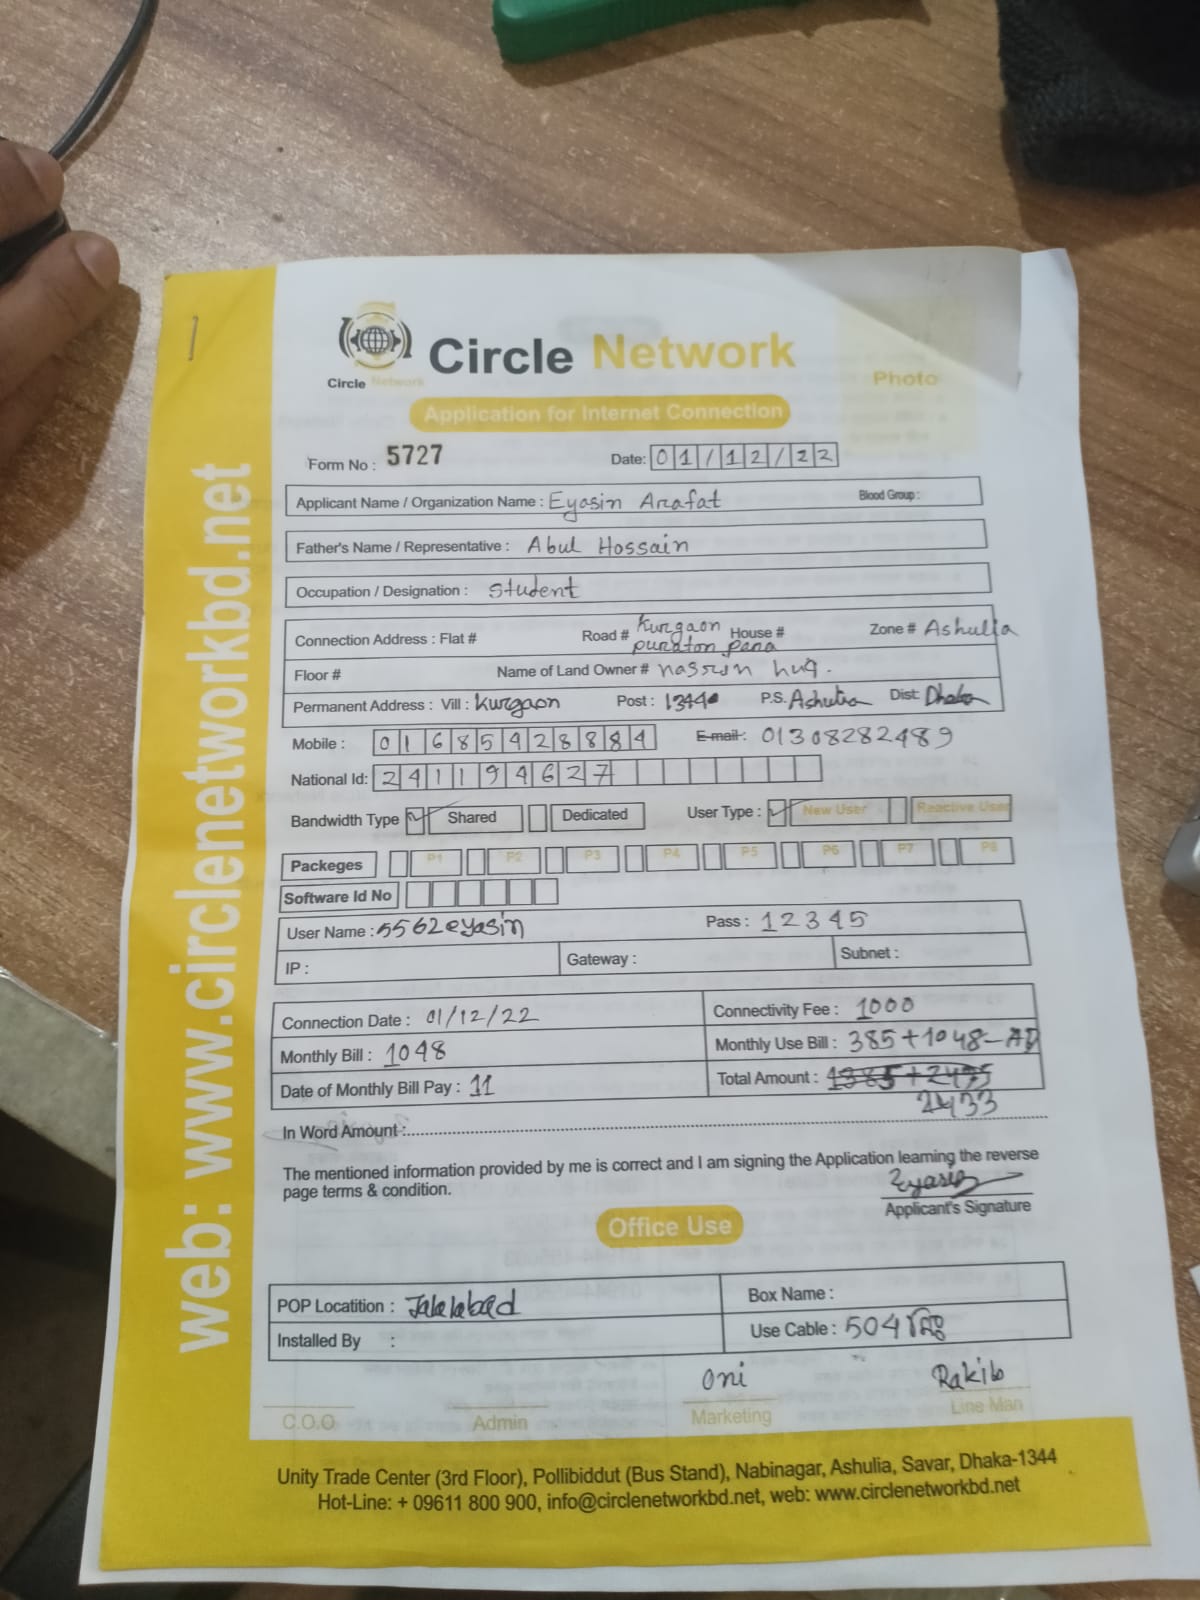 Circle Network
Circle Network
Photo
Application for Internet Connection
Form No : 5727 Date: 01/12/22
Applicant Name / Organization Name : Eyasin Arafat Blood Group :
Father's Name / Representative : Abul Hossain
Occupation / Designation : student
Connection Address : Flat # Road # Kurgaon puraton para House # Zone # Ashulia
Floor # Name of Land Owner # huq.
Permanent Address : Vill : Kurgaon Post : 1344 P.S. Ashulia Dist: Dhaka
Mobile : 01685428884 E-mail : 01308282489
National Id: 241194627
Bandwidth Type Shared Dedicated User Type : New User Reactive User
Packeges P1 P2 P3 P4 P5 P6 P7 P8
Software Id No
User Name : 5562eyasin Pass : 12345
IP : Gateway : Subnet :
Connection Date : 01/12/22 Connectivity Fee : 1000
Monthly Bill : 1048 Monthly Use Bill : 385+1048-AD
Date of Monthly Bill Pay : 11 Total Amount : 1385+2475
2433
In Word Amount :
The mentioned information provided by me is correct and I am signing the Application learning the reverse
page terms & condition.
Eyasin
Applicant's Signature
Office Use
POP Locatition : Jalalabad Box Name :
Installed By : Use Cable : 504
Oni Rakib
C.O.O Admin Marketing Line Man
Unity Trade Center (3rd Floor), Pollibiddut (Bus Stand), Nabinagar, Ashulia, Savar, Dhaka-1344
Hot-Line: + 09611 800 900, info@circlenetworkbd.net, web: www.circlenetworkbd.net
web: www.circlenetworkbd.net